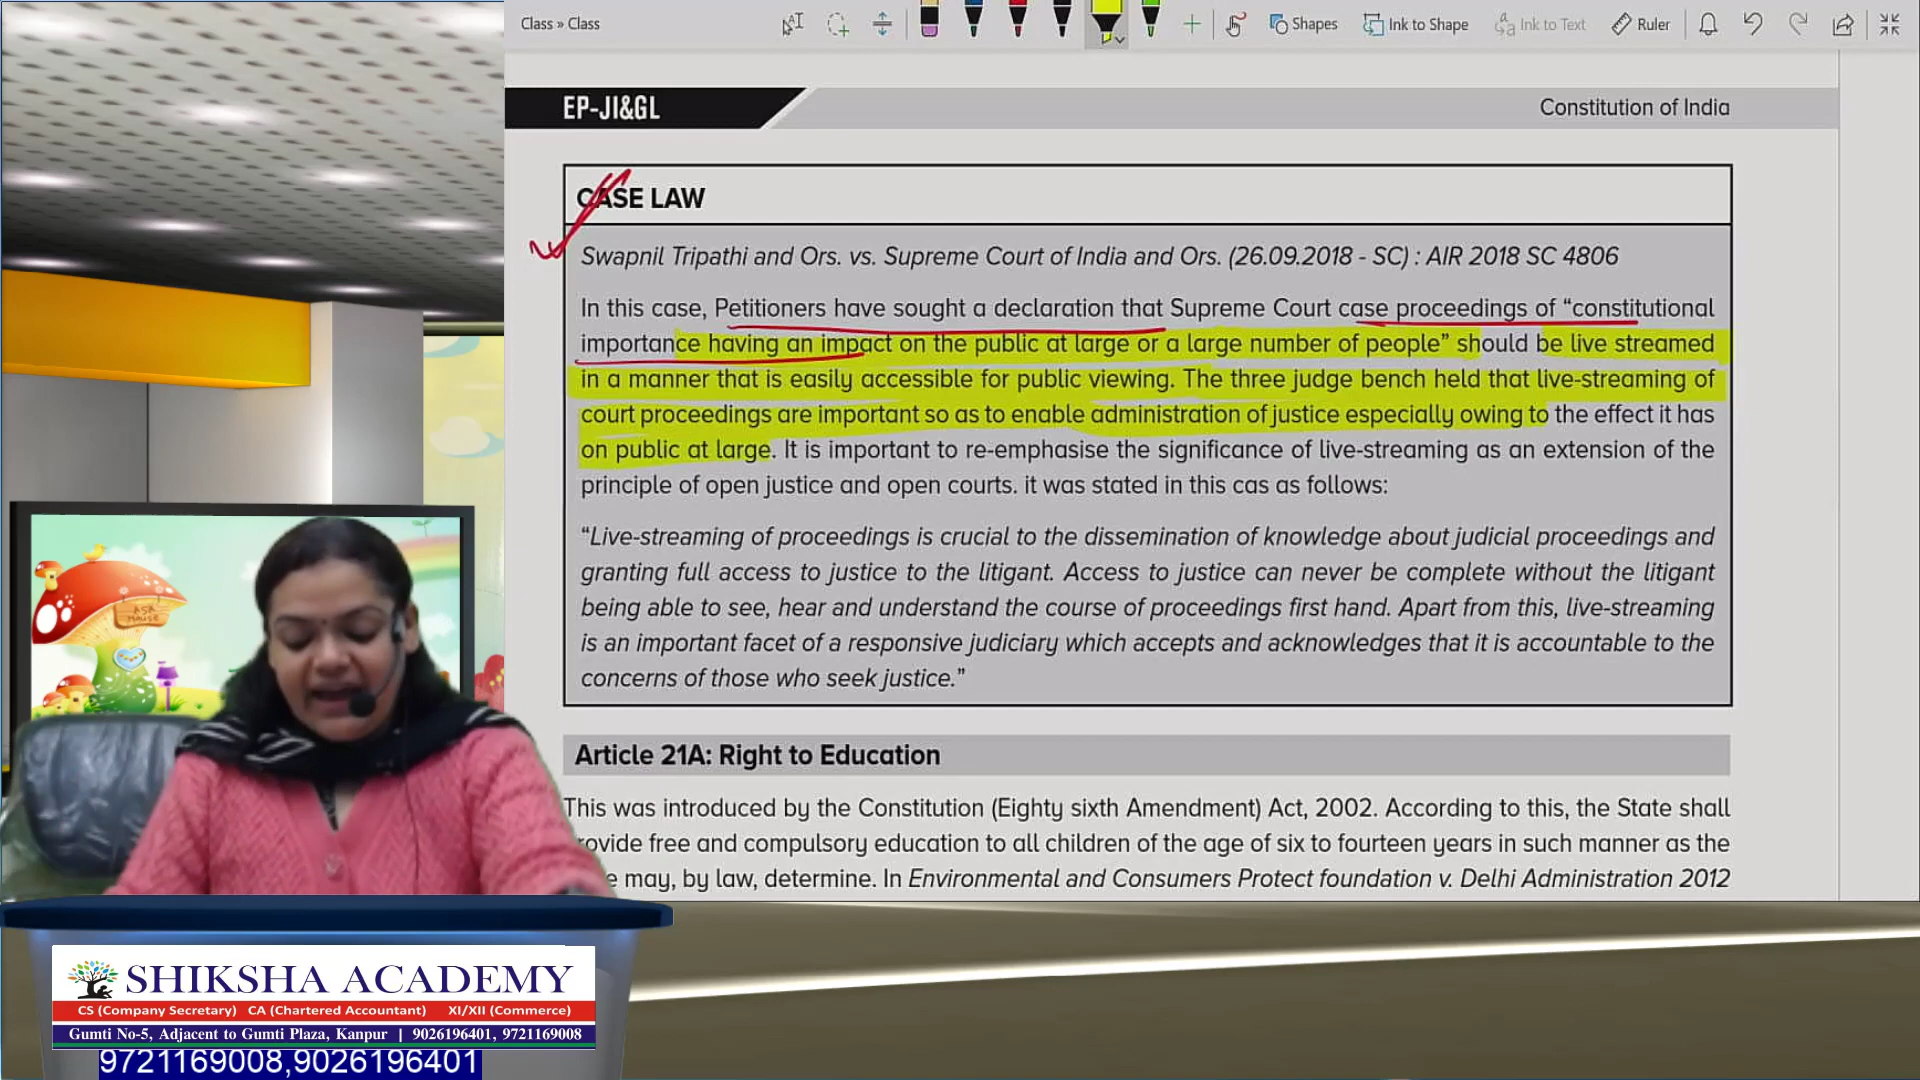 Class » Class
Shapes
Ink to Shape
Ink to Text
Ruler
EP-JI&GL
Constitution of India
CASE LAW
Swapnil Tripathi and Ors. vs. Supreme Court of India and Ors. (26.09.2018 - SC) : AIR 2018 SC 4806
In this case, Petitioners have sought a declaration that Supreme Court case proceedings of “constitutional
importance having an impact on the public at large or a large number of people” should be live streamed
in a manner that is easily accessible for public viewing. The three judge bench held that live-streaming of
court proceedings are important so as to enable administration of justice especially owing to the effect it has
on public at large. It is important to re-emphasise the significance of live-streaming as an extension of the
principle of open justice and open courts. it was stated in this cas as follows:
“Live-streaming of proceedings is crucial to the dissemination of knowledge about judicial proceedings and
granting full access to justice to the litigant. Access to justice can never be complete without the litigant
being able to see, hear and understand the course of proceedings first hand. Apart from this, live-streaming
is an important facet of a responsive judiciary which accepts and acknowledges that it is accountable to the
concerns of those who seek justice.”
Article 21A: Right to Education
This was introduced by the Constitution (Eighty sixth Amendment) Act, 2002. According to this, the State shall
ovide free and compulsory education to all children of the age of six to fourteen years in such manner as the
e may, by law, determine. In Environmental and Consumers Protect foundation v. Delhi Administration 2012
SHIKSHA ACADEMY
CS (Company Secretary) CA (Chartered Accountant) XI/XII (Commerce)
Gumti No-5, Adjacent to Gumti Plaza, Kanpur | 9026196401, 9721169008
9721169008,9026196401